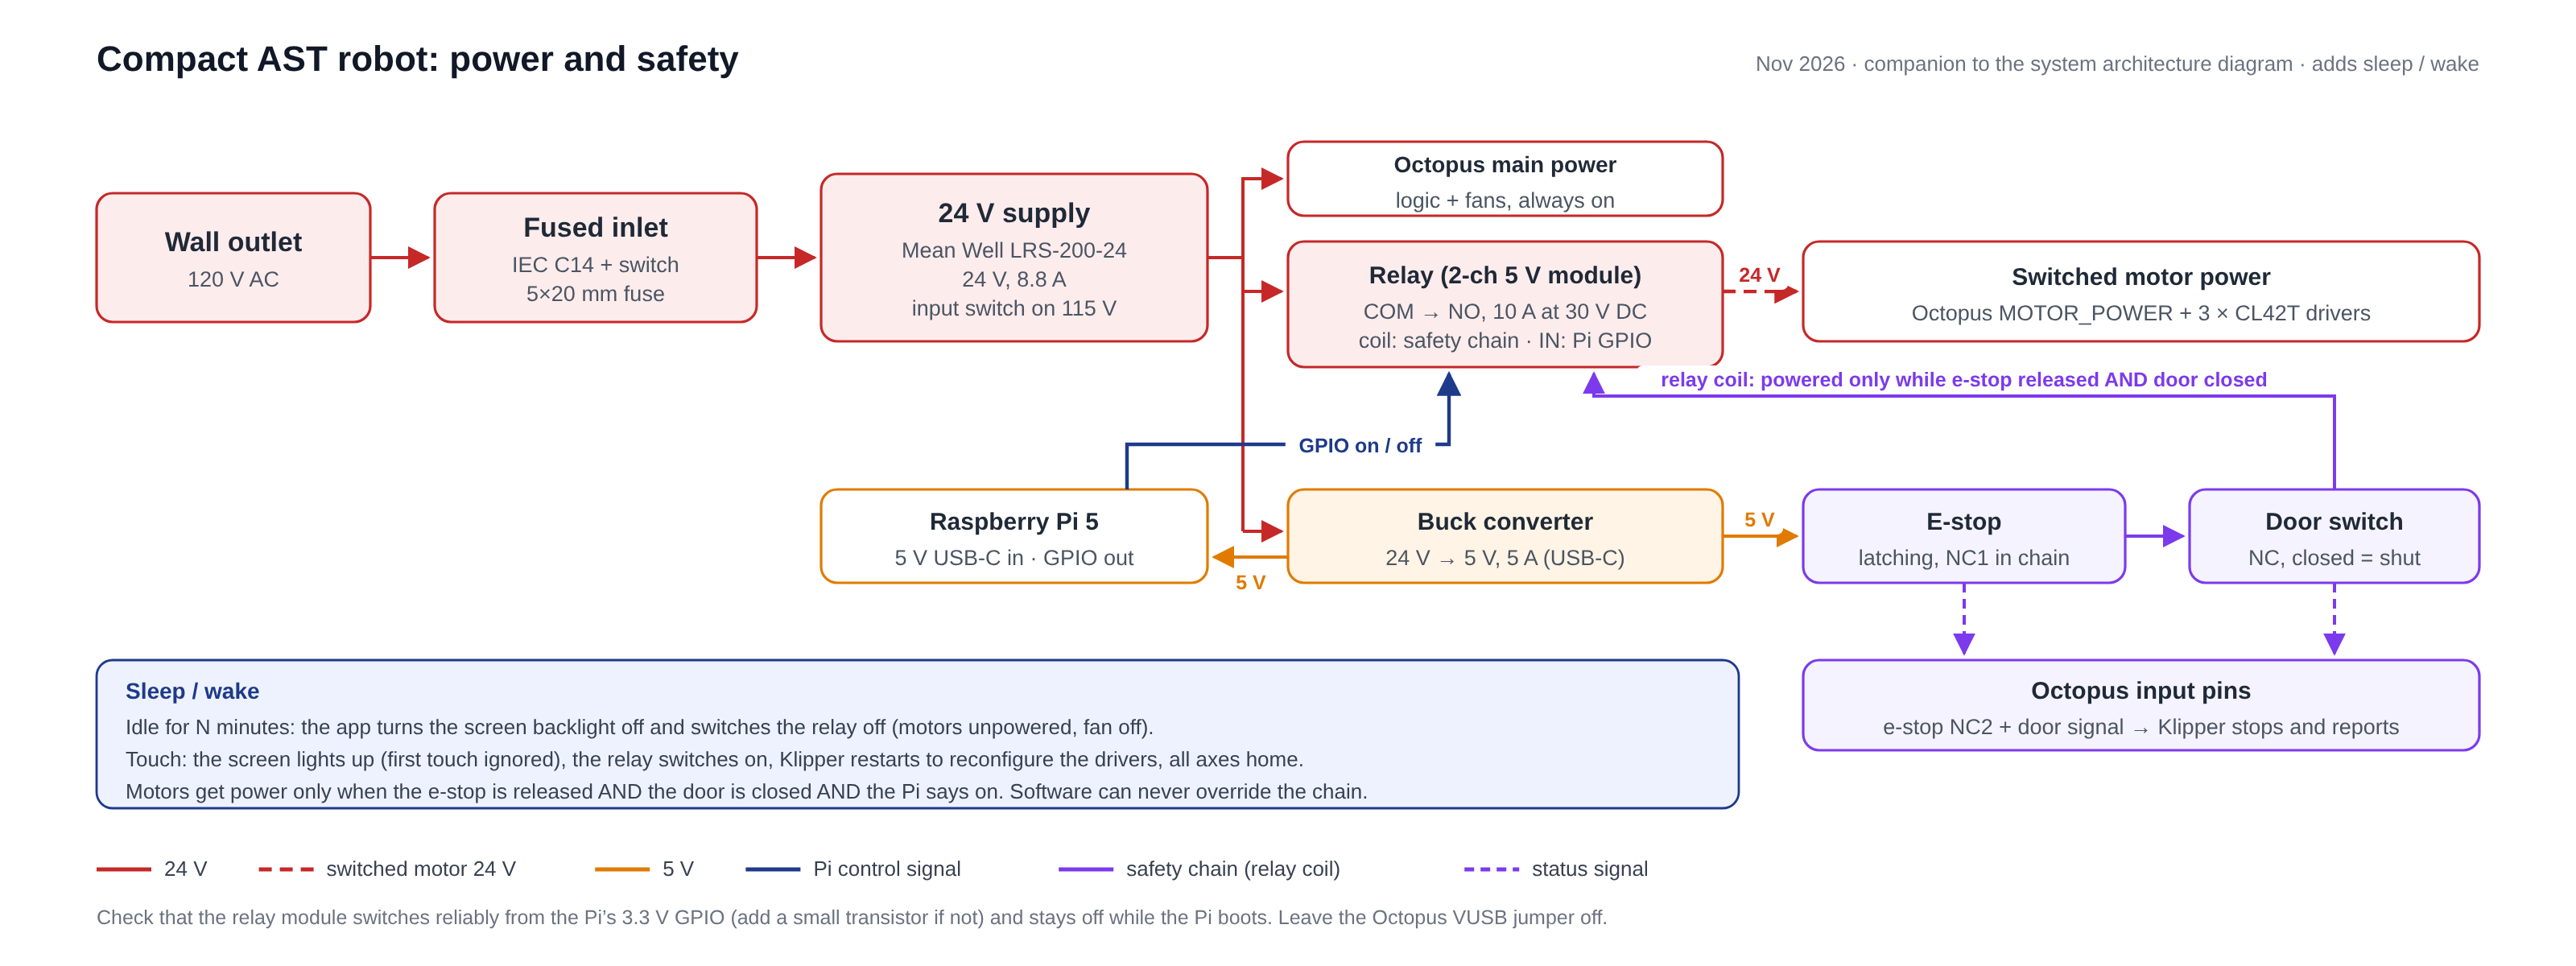 Compact AST robot: power and safety
Nov 2026 · companion to the system architecture diagram · adds sleep / wake
Wall outlet
120 V AC
Fused inlet
IEC C14 + switch
5×20 mm fuse
24 V supply
Mean Well LRS-200-24
24 V, 8.8 A
input switch on 115 V
Octopus main power
logic + fans, always on
Relay (2-ch 5 V module)
COM → NO, 10 A at 30 V DC
coil: safety chain · IN: Pi GPIO
24 V
Switched motor power
Octopus MOTOR_POWER + 3 × CL42T drivers
relay coil: powered only while e-stop released AND door closed
GPIO on / off
Raspberry Pi 5
5 V USB-C in · GPIO out
5 V
Buck converter
24 V → 5 V, 5 A (USB-C)
5 V
E-stop
latching, NC1 in chain
Door switch
NC, closed = shut
Octopus input pins
e-stop NC2 + door signal → Klipper stops and reports
Sleep / wake
Idle for N minutes: the app turns the screen backlight off and switches the relay off (motors unpowered, fan off).
Touch: the screen lights up (first touch ignored), the relay switches on, Klipper restarts to reconfigure the drivers, all axes home.
Motors get power only when the e-stop is released AND the door is closed AND the Pi says on. Software can never override the chain.
24 V
switched motor 24 V
5 V
Pi control signal
safety chain (relay coil)
status signal
Check that the relay module switches reliably from the Pi’s 3.3 V GPIO (add a small transistor if not) and stays off while the Pi boots. Leave the Octopus VUSB jumper off.